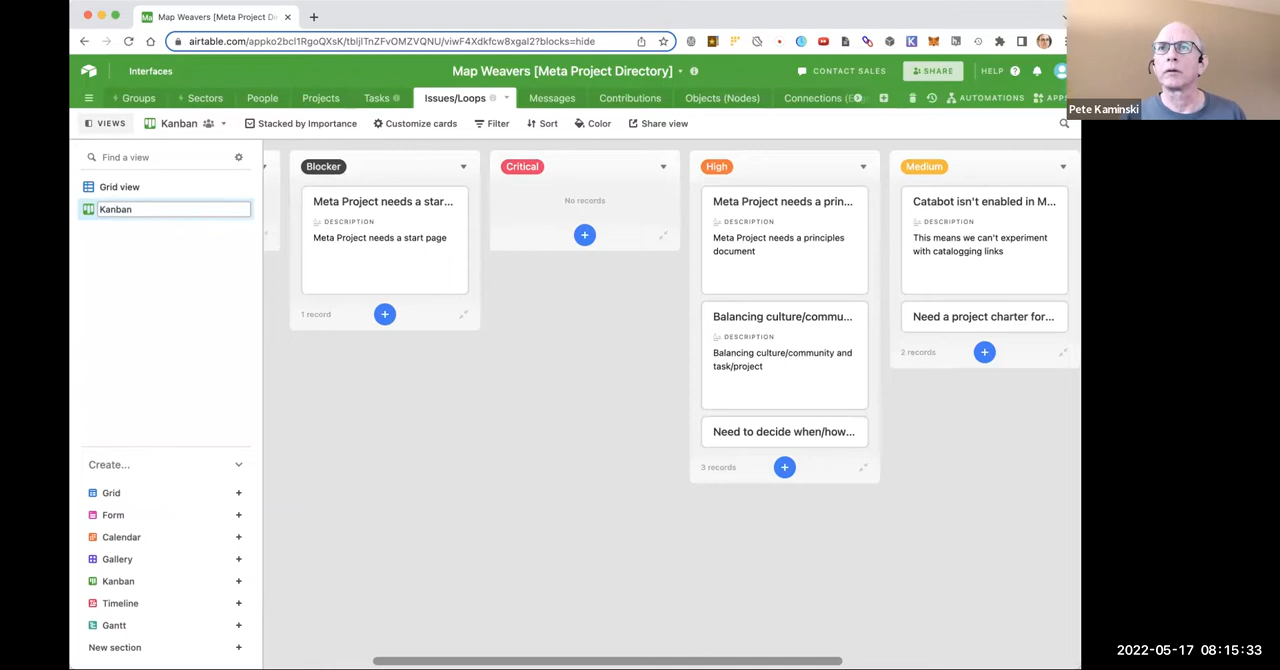 Map Weavers [Meta Project Di
airtable.com/appko2bcl1RgoQXsK/tbljlTnZFvOMZVQNU/viwF4Xdkfcw8xgal2?blocks=hide
Interfaces
Map Weavers [Meta Project Directory]
CONTACT SALES
SHARE
HELP
Groups
Sectors
People
Projects
Tasks
Issues/Loops
Messages
Contributions
Objects (Nodes)
Connections (E
AUTOMATIONS
APP
Pete Kaminski
VIEWS
Kanban
Stacked by Importance
Customize cards
Filter
Sort
Color
Share view
Find a view
Grid view
Kanban
Blocker
Meta Project needs a star...
DESCRIPTION
Meta Project needs a start page
1 record
Critical
No records
High
Meta Project needs a prin...
DESCRIPTION
Meta Project needs a principles
document
Balancing culture/commu...
DESCRIPTION
Balancing culture/community and
task/project
Need to decide when/how...
3 records
Medium
Catabot isn't enabled in M...
DESCRIPTION
This means we can't experiment
with catalogging links
Need a project charter for...
2 records
Create...
Grid
Form
Calendar
Gallery
Kanban
Timeline
Gantt
New section
2022-05-17 08:15:33